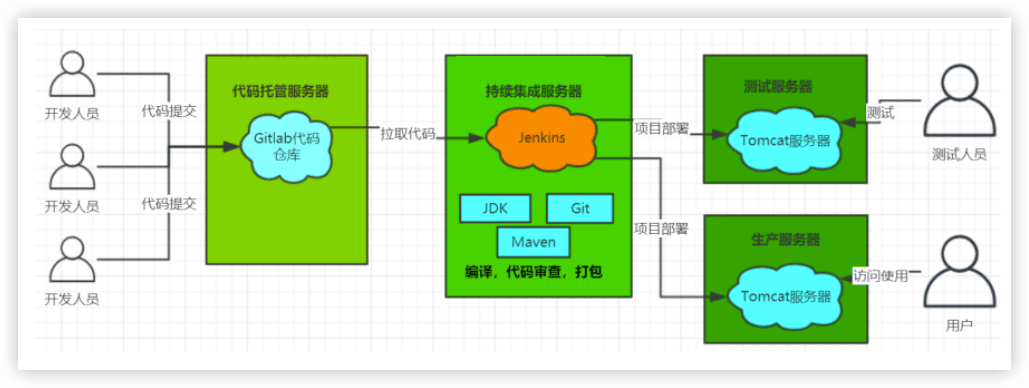 开发人员
代码提交
开发人员
代码提交
开发人员
代码托管服务器
Gitlab代码
仓库
拉取代码
持续集成服务器
Jenkins
JDK
Git
Maven
编译，代码审查，打包
项目部署
项目部署
测试服务器
Tomcat服务器
测试
测试人员
生产服务器
Tomcat服务器
访问使用
用户